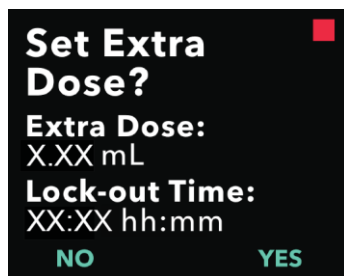 Set Extra
Dose?
Extra Dose:
X.XX mL
Lock-out Time:
XX:XX hh:mm
NO YES